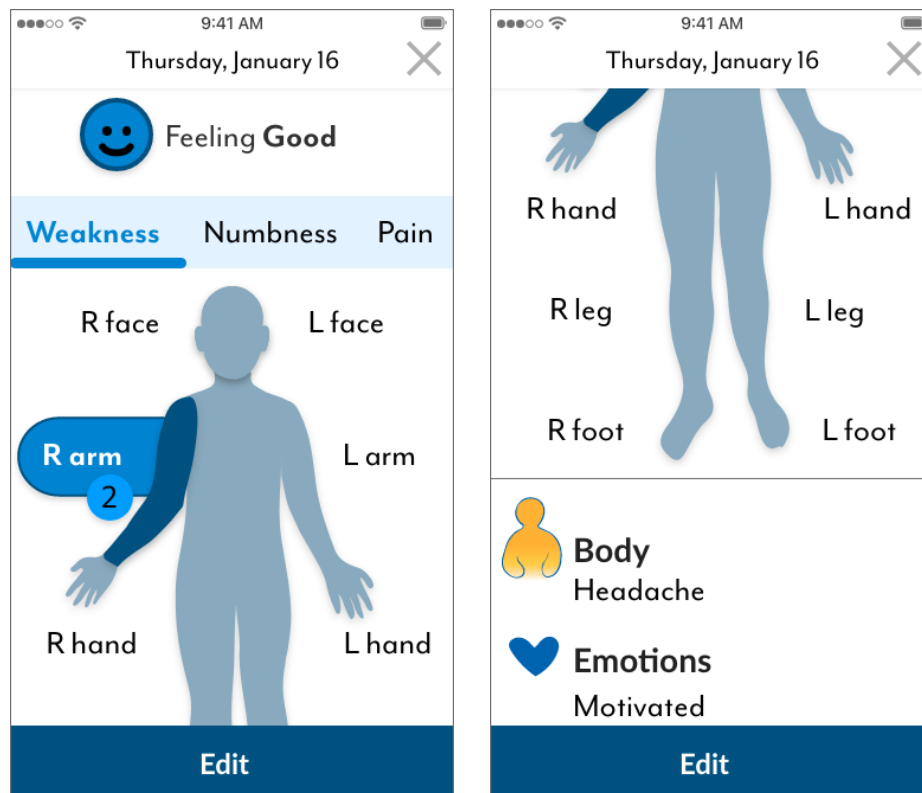 9:41 AM
Thursday, January 16
Feeling Good
Weakness Numbness Pain
R face L face
R arm L arm
2
R hand L hand
Edit
9:41 AM
Thursday, January 16
R hand L hand
R leg L leg
R foot L foot
Body
Headache
Emotions
Motivated
Edit